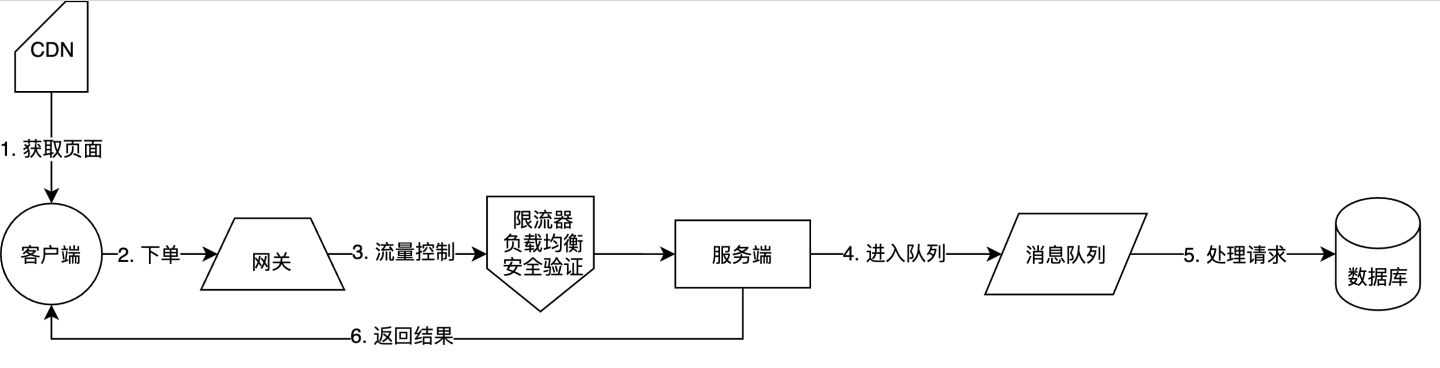 CDN
1. 获取页面
客户端
2. 下单
网关
3. 流量控制
限流器
负载均衡
安全验证
服务端
4. 进入队列
消息队列
5. 处理请求
数据库
6. 返回结果